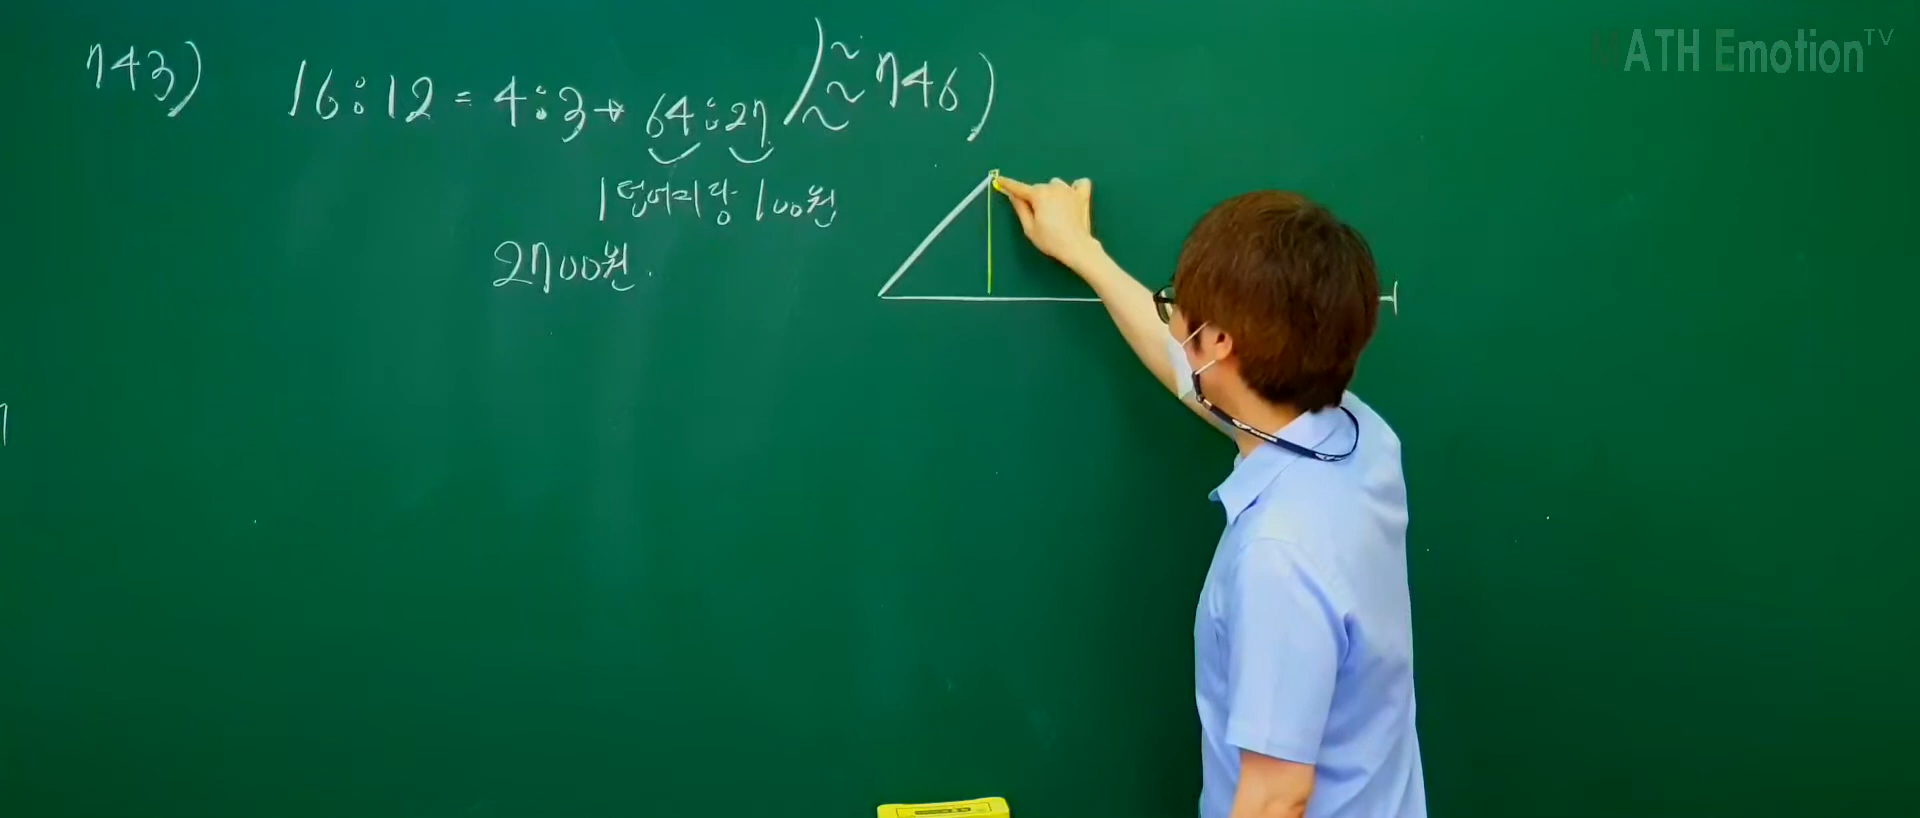 743)
16:12 = 4:3 → 64:27
1덩어리당 100원
2700원.
746)
MATH Emotion TV